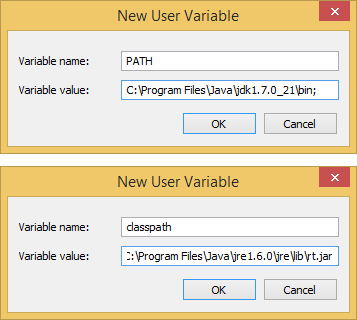 New User Variable
Variable name: PATH
Variable value: C:\Program Files\Java\jdk1.7.0_21\bin;
OK Cancel
New User Variable
Variable name: classpath
Variable value: C:\Program Files\Java\jre1.6.0\jre\lib\rt.jar
OK Cancel